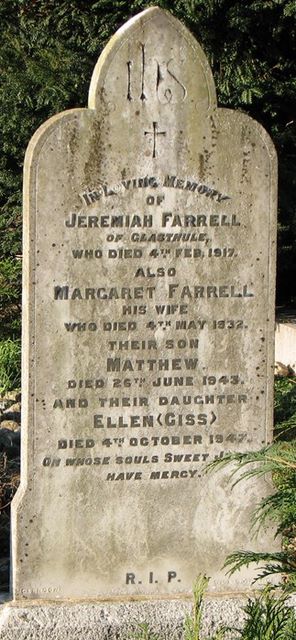 IHS
IN LOVING MEMORY
OF
JEREMIAH FARRELL
OF GLASTHULE,
WHO DIED 4TH FEB. 1917.
ALSO
MARGARET FARRELL
HIS WIFE
WHO DIED 4TH MAY 1932.
THEIR SON
MATTHEW
DIED 26TH JUNE 1943.
AND THEIR DAUGHTER
ELLEN (CISS)
DIED 4TH OCTOBER 1947.
ON WHOSE SOULS SWEET
HAVE MERCY.
R. I. P.